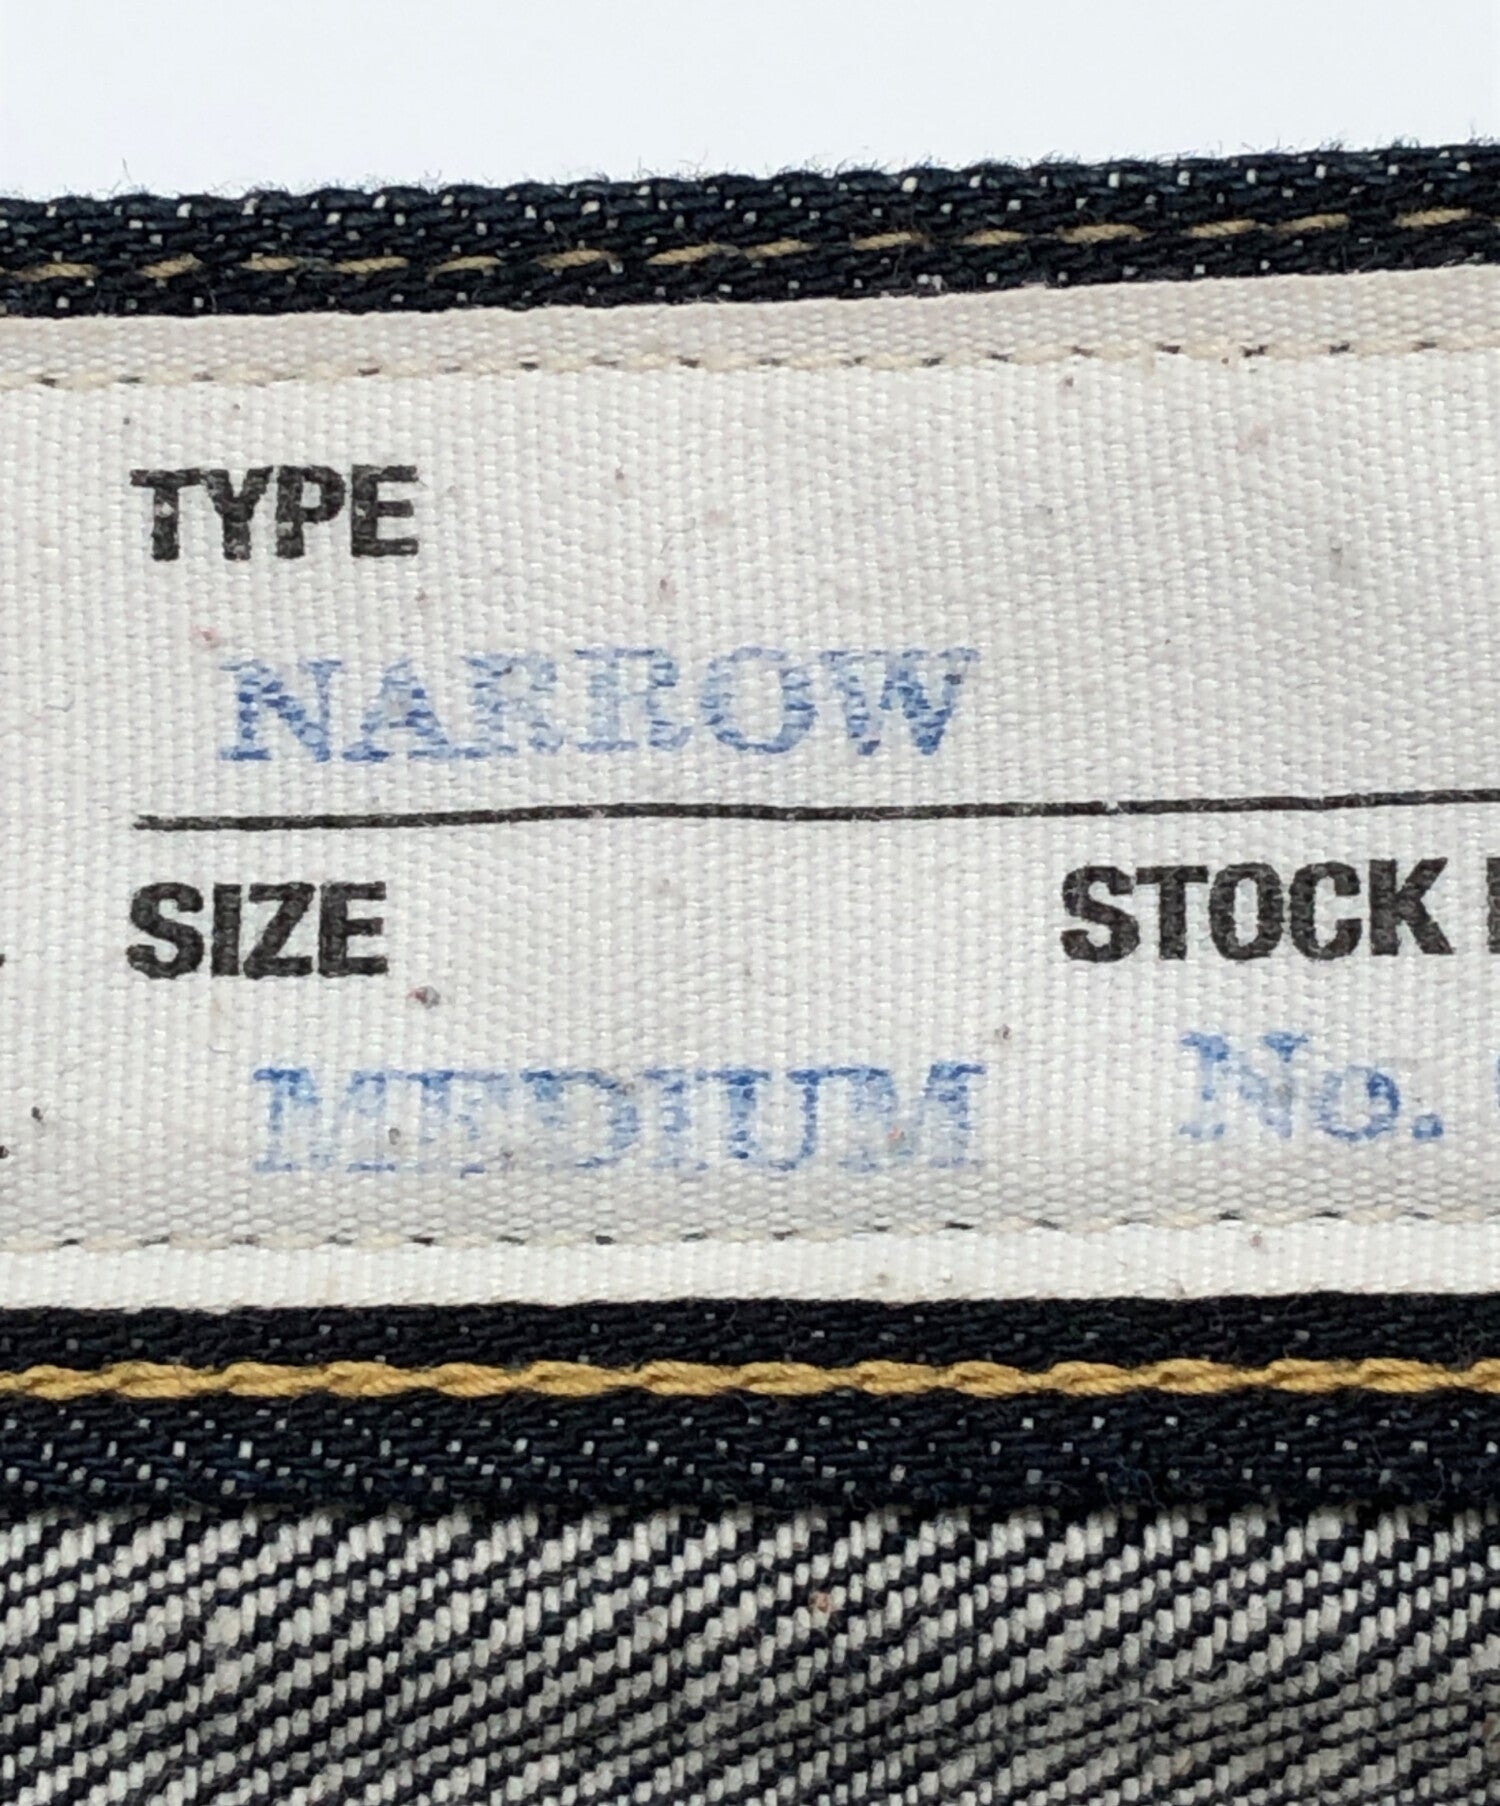 TYPE
NARROW
SIZE STOCK
MEDIUM No.